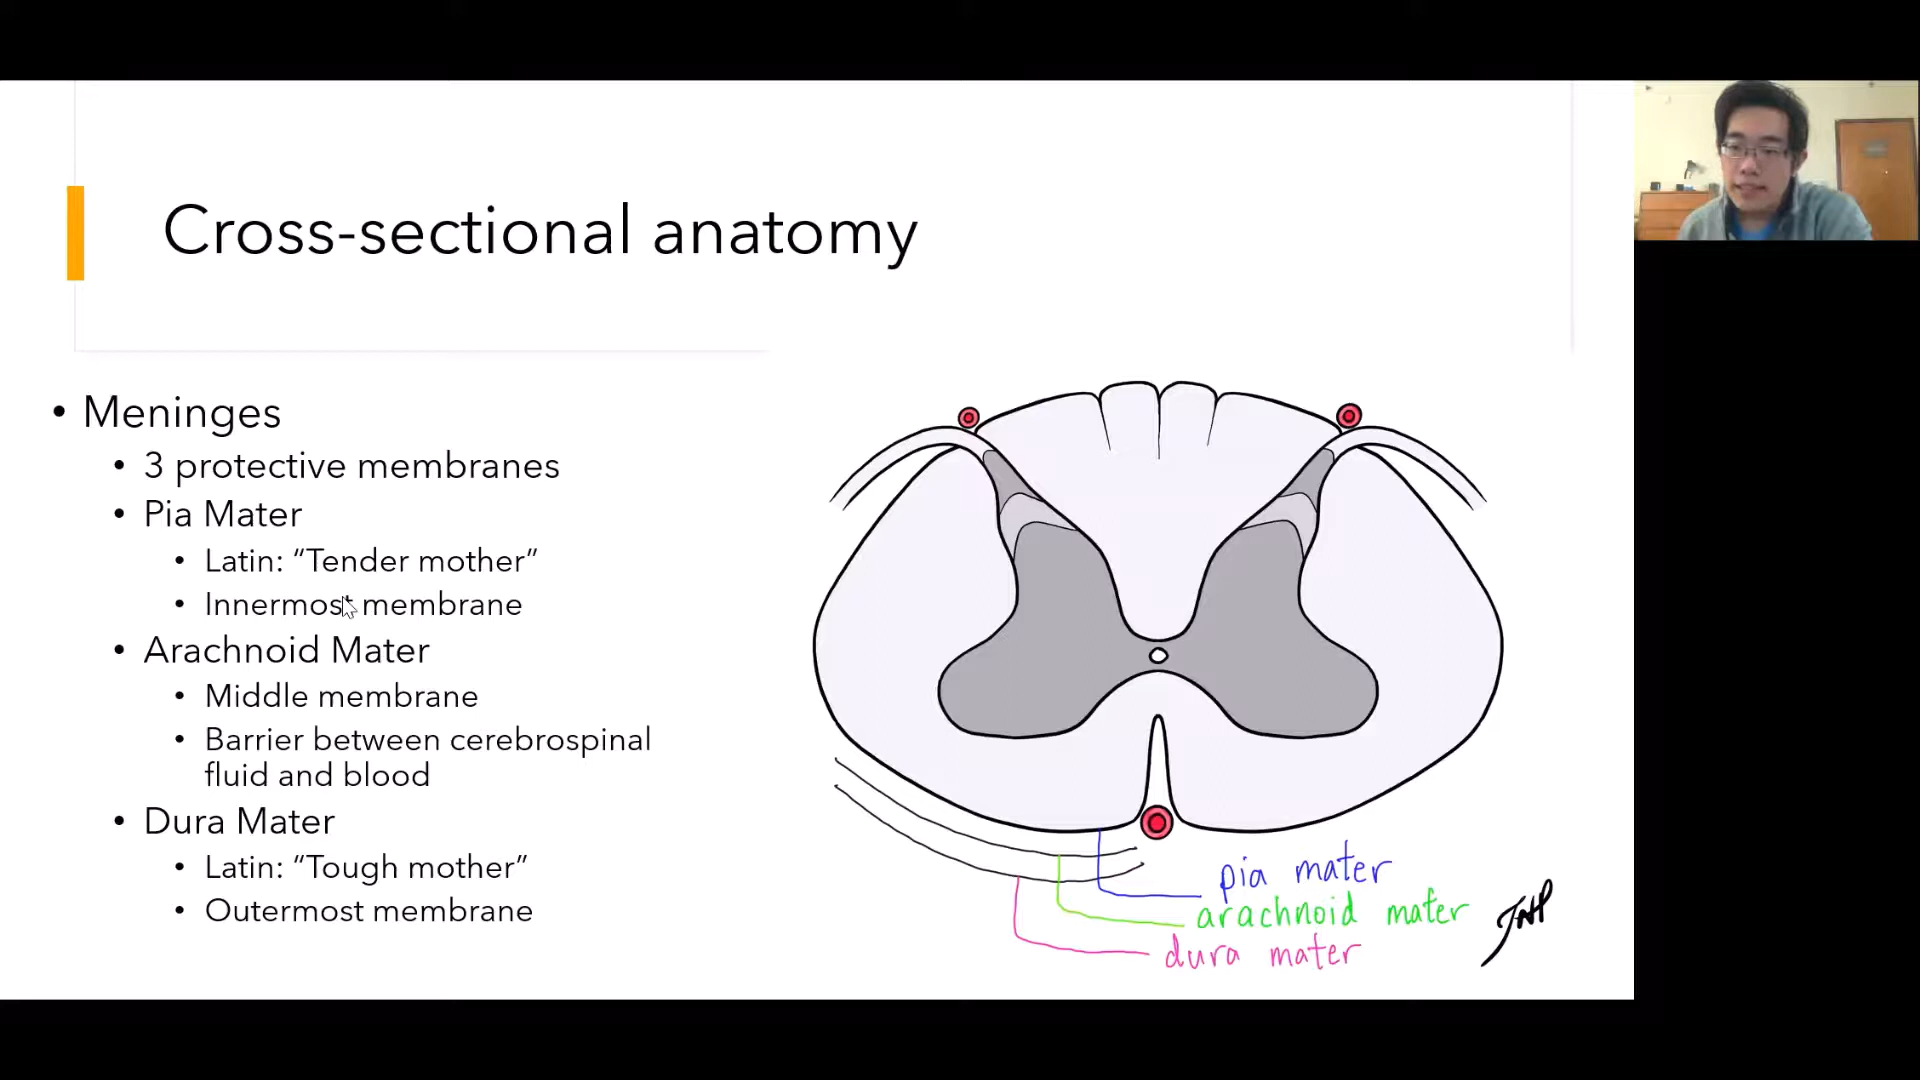 Cross-sectional anatomy
• Meninges
• 3 protective membranes
• Pia Mater
• Latin: “Tender mother”
• Innermost membrane
• Arachnoid Mater
• Middle membrane
• Barrier between cerebrospinal
fluid and blood
• Dura Mater
• Latin: “Tough mother”
• Outermost membrane
pia mater
arachnoid mater
dura mater